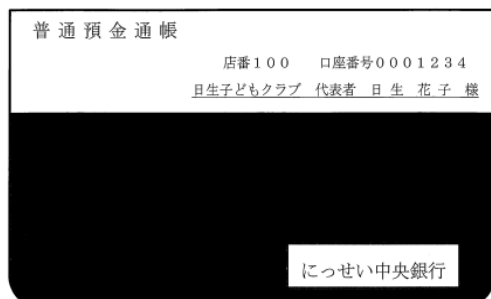 普通預金通帳
店番１００　口座番号０００１２３４
日生子どもクラブ　代表者　日生　花子　様
にっせい中央銀行